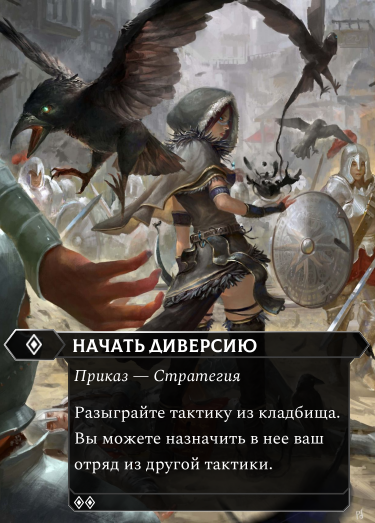 НАЧАТЬ ДИВЕРСИЮ
Приказ — Стратегия
Разыграйте тактику из кладбища.
Вы можете назначить в нее ваш
отряд из другой тактики.